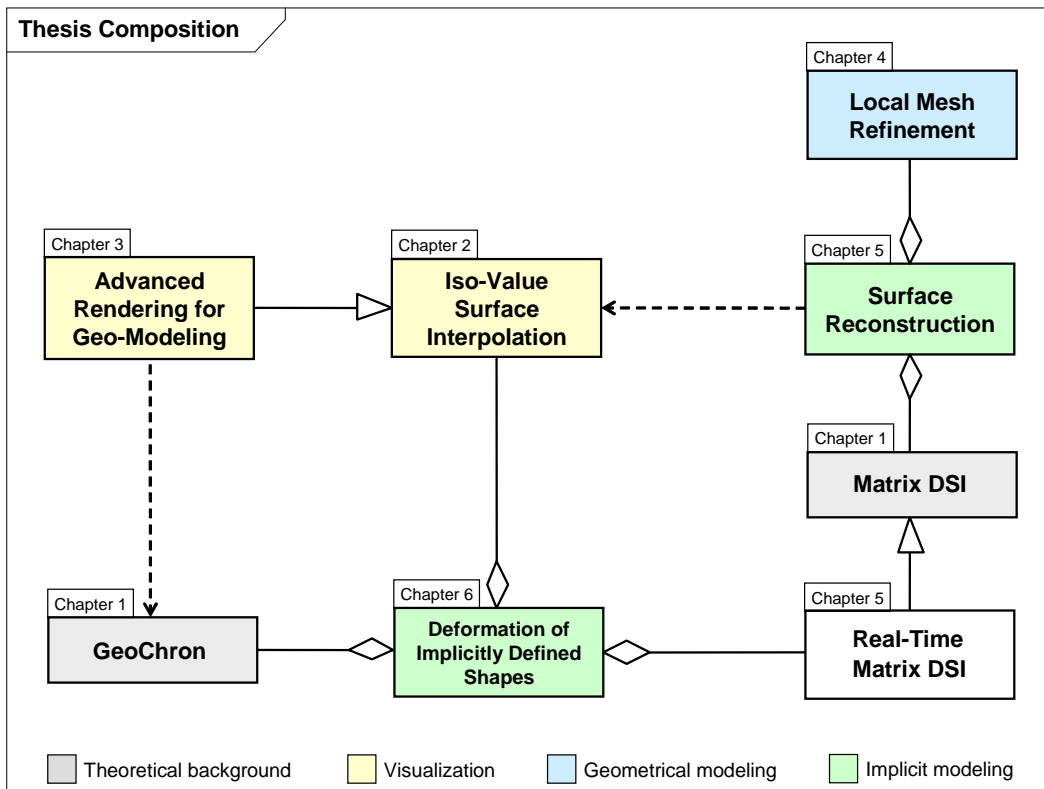 Thesis Composition
Chapter 4
Local Mesh
Refinement
Chapter 3
Advanced
Rendering for
Geo-Modeling
Chapter 2
Iso-Value
Surface
Interpolation
Chapter 5
Surface
Reconstruction
Chapter 1
Matrix DSI
Chapter 1
GeoChron
Chapter 6
Deformation of
Implicitly Defined
Shapes
Chapter 5
Real-Time
Matrix DSI
Theoretical background
Visualization
Geometrical modeling
Implicit modeling